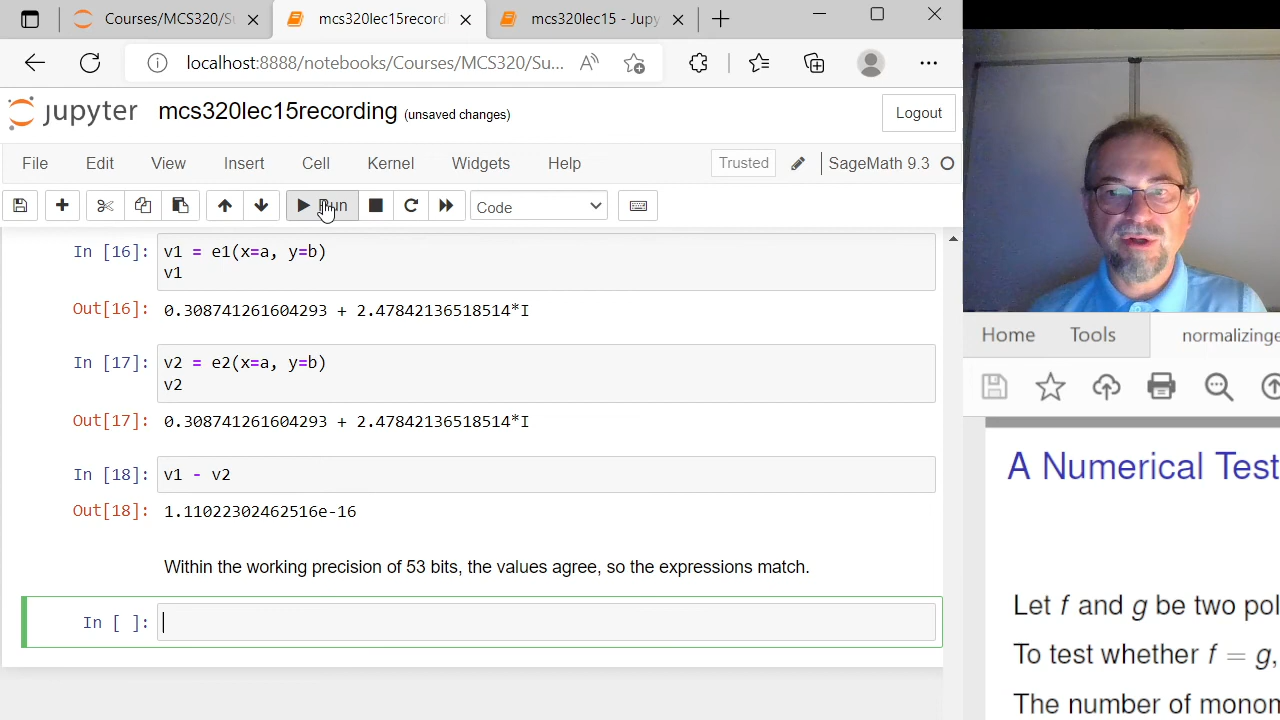 Courses/MCS320/Su
mcs320lec15recordi
mcs320lec15 - Jupy
localhost:8888/notebooks/Courses/MCS320/Su...
jupyter mcs320lec15recording (unsaved changes)
Logout
File Edit View Insert Cell Kernel Widgets Help
Trusted
SageMath 9.3
Run
Code
In [16]: v1 = e1(x=a, y=b)
v1
Out[16]: 0.308741261604293 + 2.47842136518514*I
In [17]: v2 = e2(x=a, y=b)
v2
Out[17]: 0.308741261604293 + 2.47842136518514*I
In [18]: v1 - v2
Out[18]: 1.11022302462516e-16
Within the working precision of 53 bits, the values agree, so the expressions match.
In [ ]:
Home Tools normalizinge
A Numerical Test
Let f and g be two pol
To test whether f = g,
The number of monom